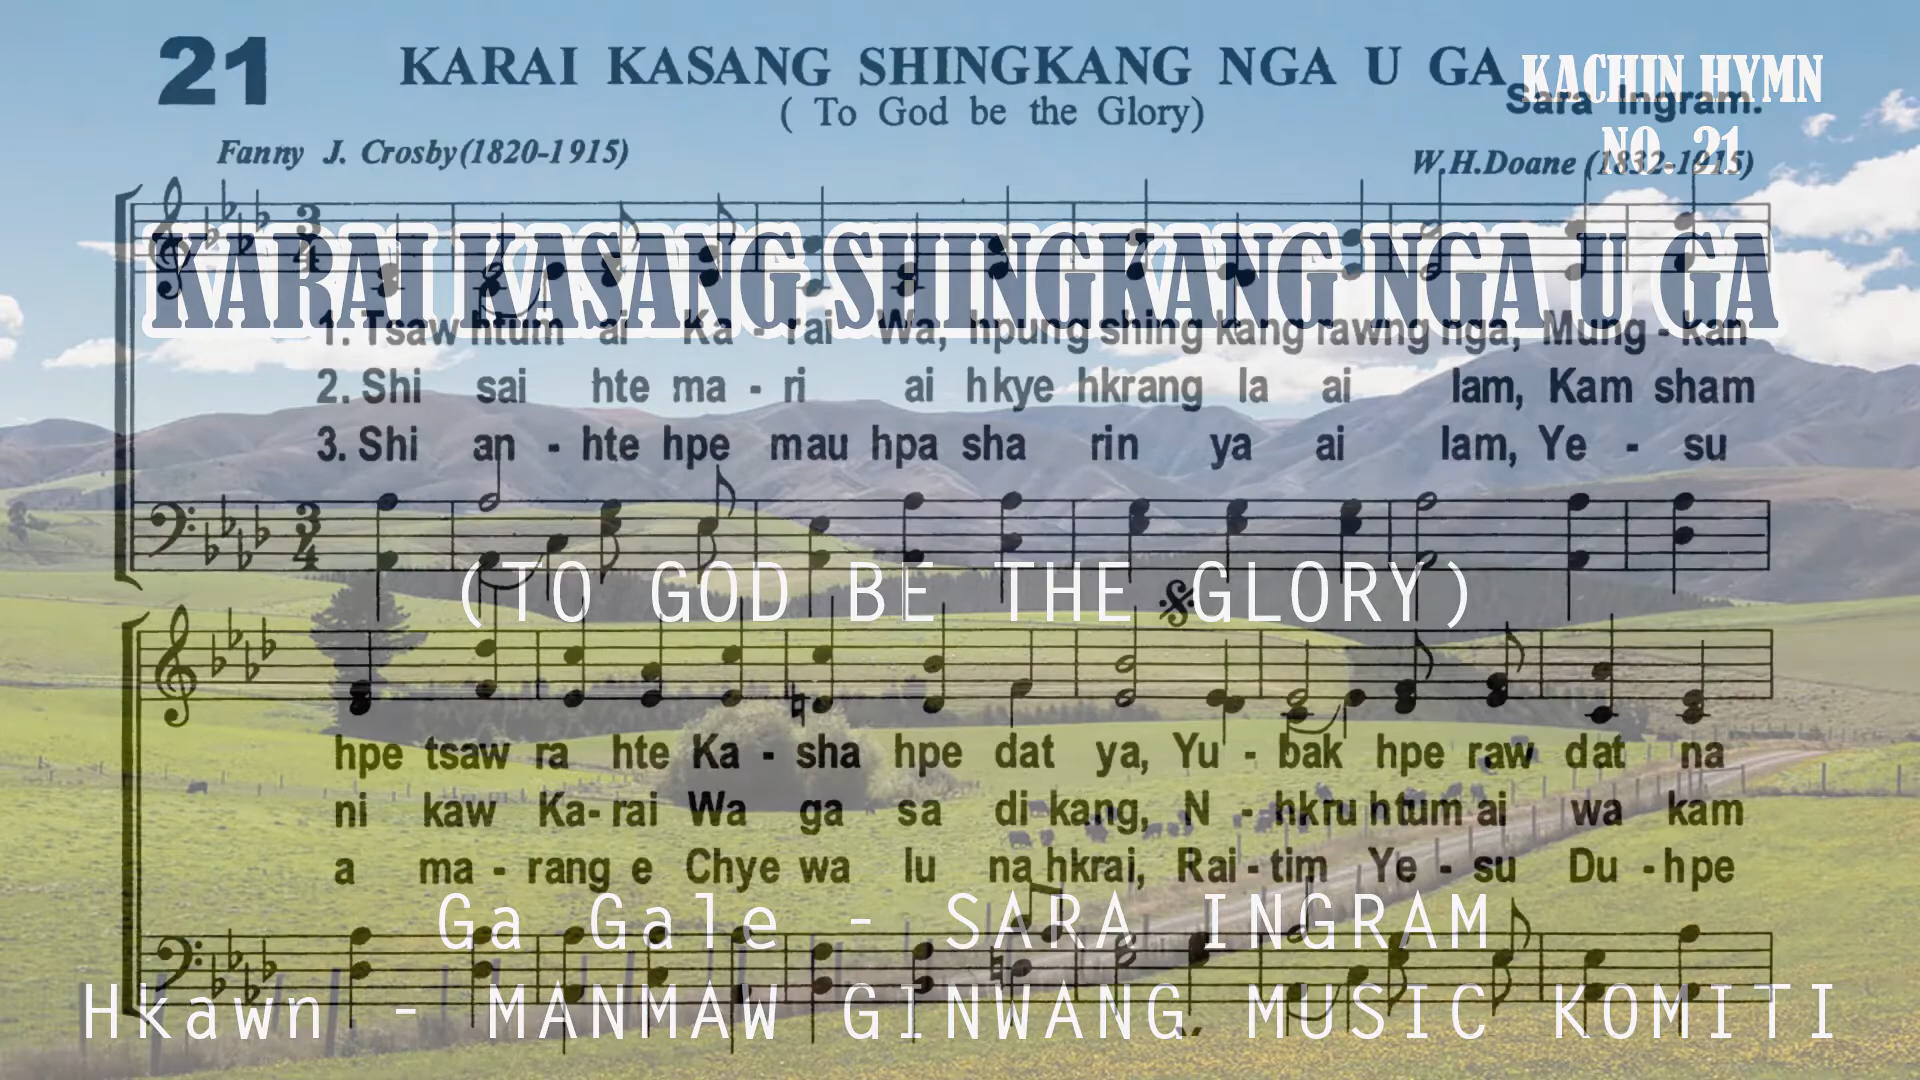 21
KARAI KASANG SHINGKANG NGA U GA
( To God be the Glory)
KACHIN HYMN
NO. 21
Sara Ingram.
Fanny J. Crosby(1820-1915)
W.H.Doane (1832-1915)
KARAI KASANG SHINGKANG NGA U GA
1. Tsaw htum ai Ka - rai Wa, hpung shing kang rawng nga, Mung - kan
2. Shi sai hte ma - ri ai hkye hkrang la ai lam, Kam sham
3. Shi an - hte hpe mau hpa sha rin ya ai lam, Ye - su
(TO GOD BE THE GLORY)
hpe tsaw ra hte Ka - sha hpe dat ya, Yu - bak hpe raw dat na
ni kaw Ka- rai Wa ga sa di - kang, N - hkru htum ai wa kam
a ma - rang e Chye wa lu na hkrai, Rai - tim Ye - su Du - hpe
Ga Gale - SARA INGRAM
Hkawn - MANMAW GINWANG MUSIC KOMITI